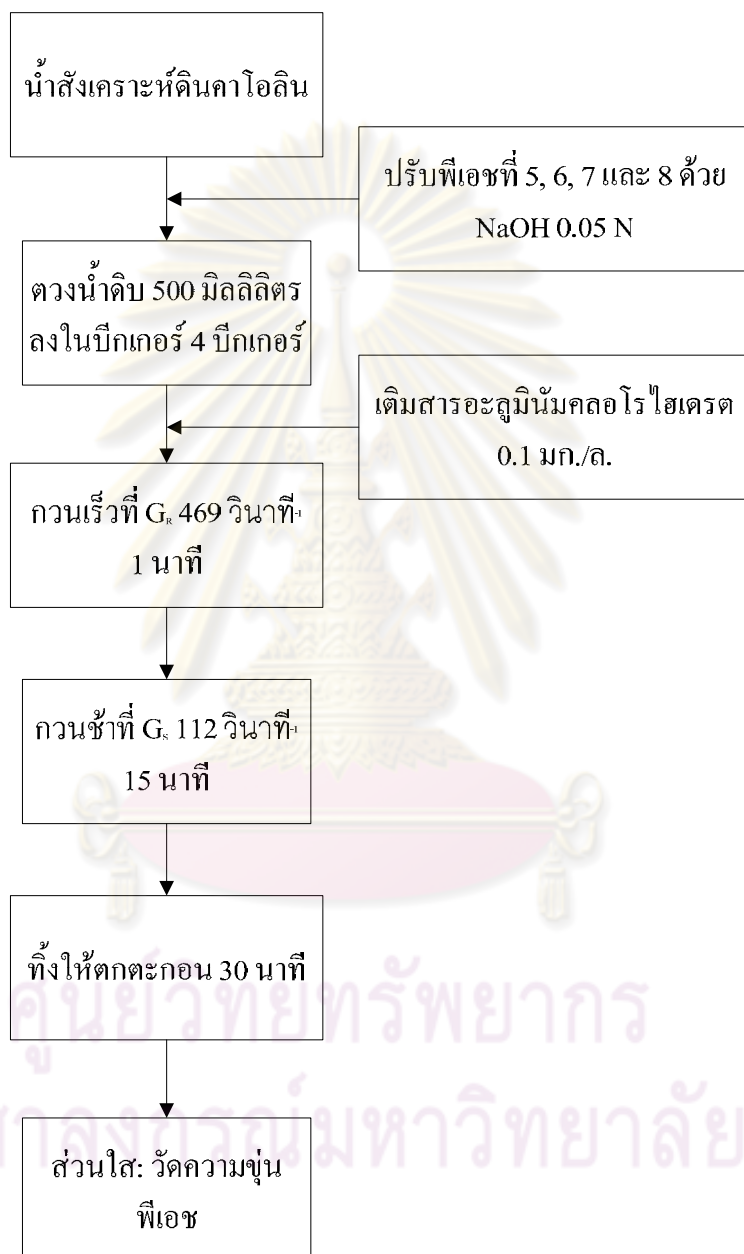 น้ำสังเคราะห์ดินคาโอลิน
ปรับพีเอชที่ 5, 6, 7 และ 8 ด้วย
NaOH 0.05 N
ตวงน้ำดิบ 500 มิลลิลิตร
ลงในบีกเกอร์ 4 บีกเกอร์
เติมสารอะลูมินัมคลอโรไฮเดรต
0.1 มก./ล.
กวนเร็วที่ G_R 469 วินาที⁻¹
1 นาที
กวนช้าที่ G_s 112 วินาที⁻¹
15 นาที
ทิ้งให้ตกตะกอน 30 นาที
ส่วนใส: วัดความขุ่น
พีเอช
ศูนย์วิทยทรัพยากร
าลงกรณ์มหาวิทยาลัย